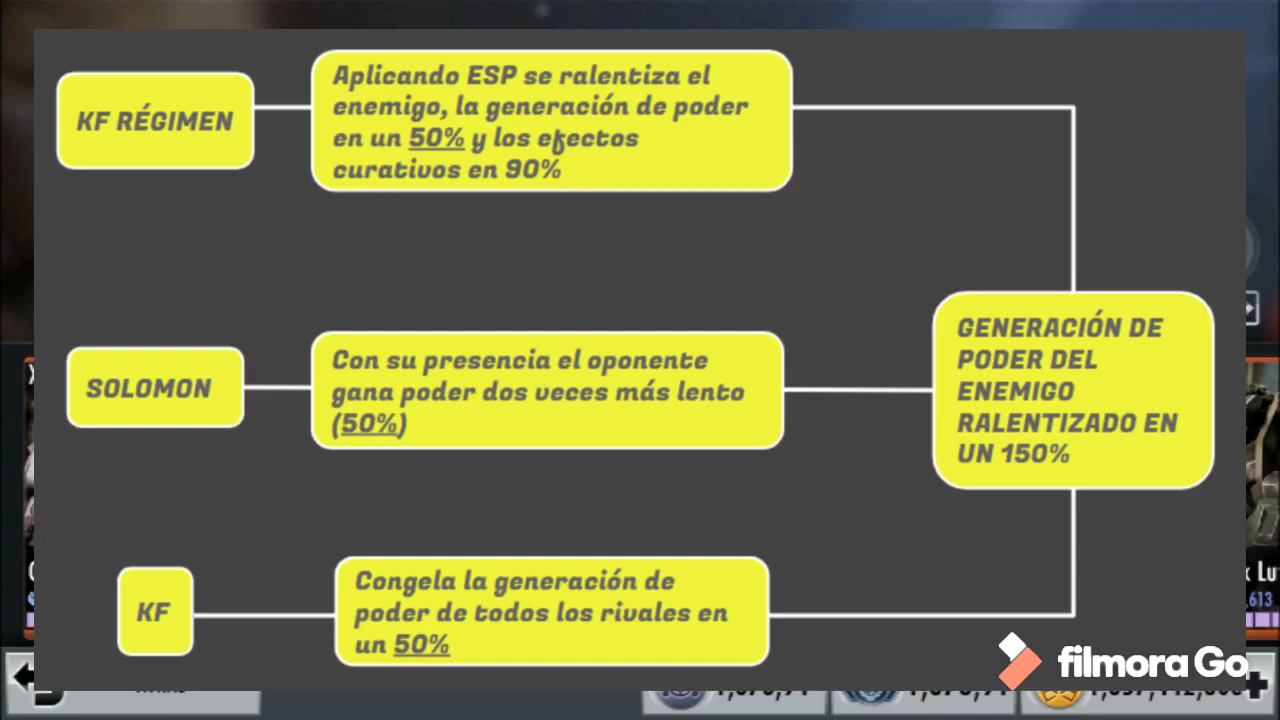 KF RÉGIMEN
Aplicando ESP se ralentiza el
enemigo, la generación de poder
en un 50% y los efectos
curativos en 90%
SOLOMON
Con su presencia el oponente
gana poder dos veces más lento
(50%)
GENERACIÓN DE
PODER DEL
ENEMIGO
RALENTIZADO EN
UN 150%
KF
Congela la generación de
poder de todos los rivales en
un 50%
filmora Go